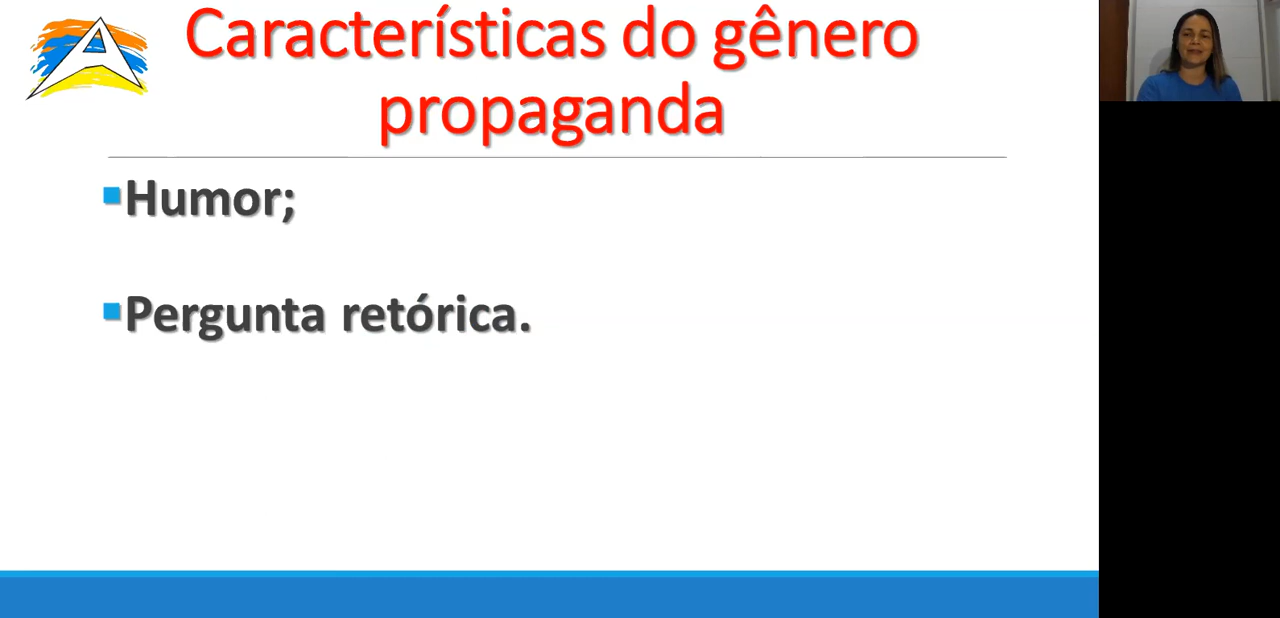 Características do gênero
propaganda
Humor;
Pergunta retórica.